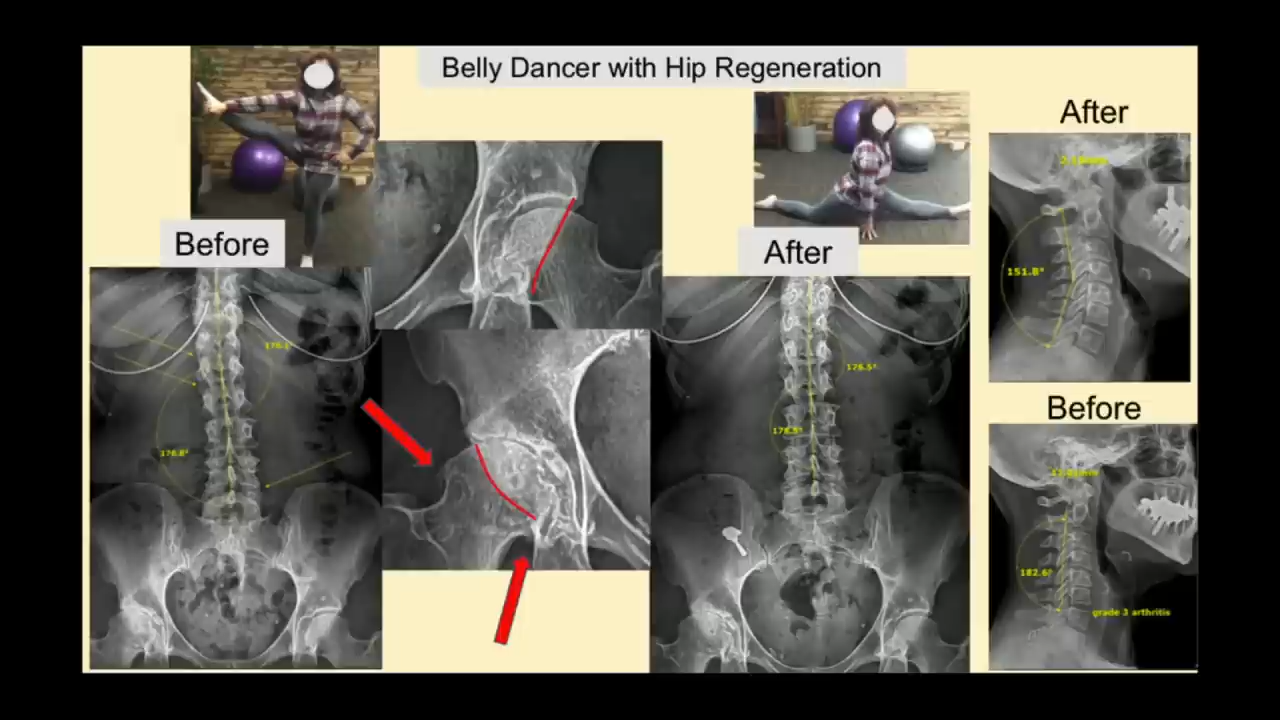 Belly Dancer with Hip Regeneration
Before
After
After
151.8°
Before
182.6°
grade 3 arthritis
176.8°
176.5°